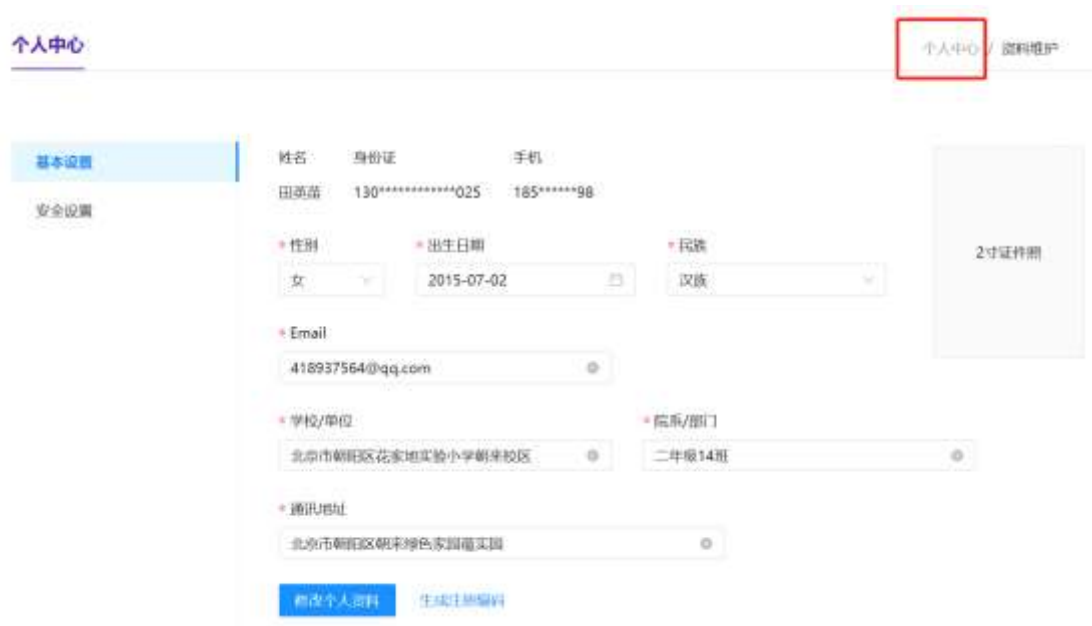 个人中心
个人中心 / 资料维护
基本设置
安全设置
姓名 身份证 手机
田英苗 130************025 185******98
* 性别 * 出生日期 * 民族
女 2015-07-02 汉族
2寸证件照
* Email
418937564@qq.com
* 学校/单位 * 院系/部门
北京市朝阳区花家地实验小学朝来校区 二年级14班
* 通讯地址
北京市朝阳区朝来绿色家园
修改个人资料 生成注册编码